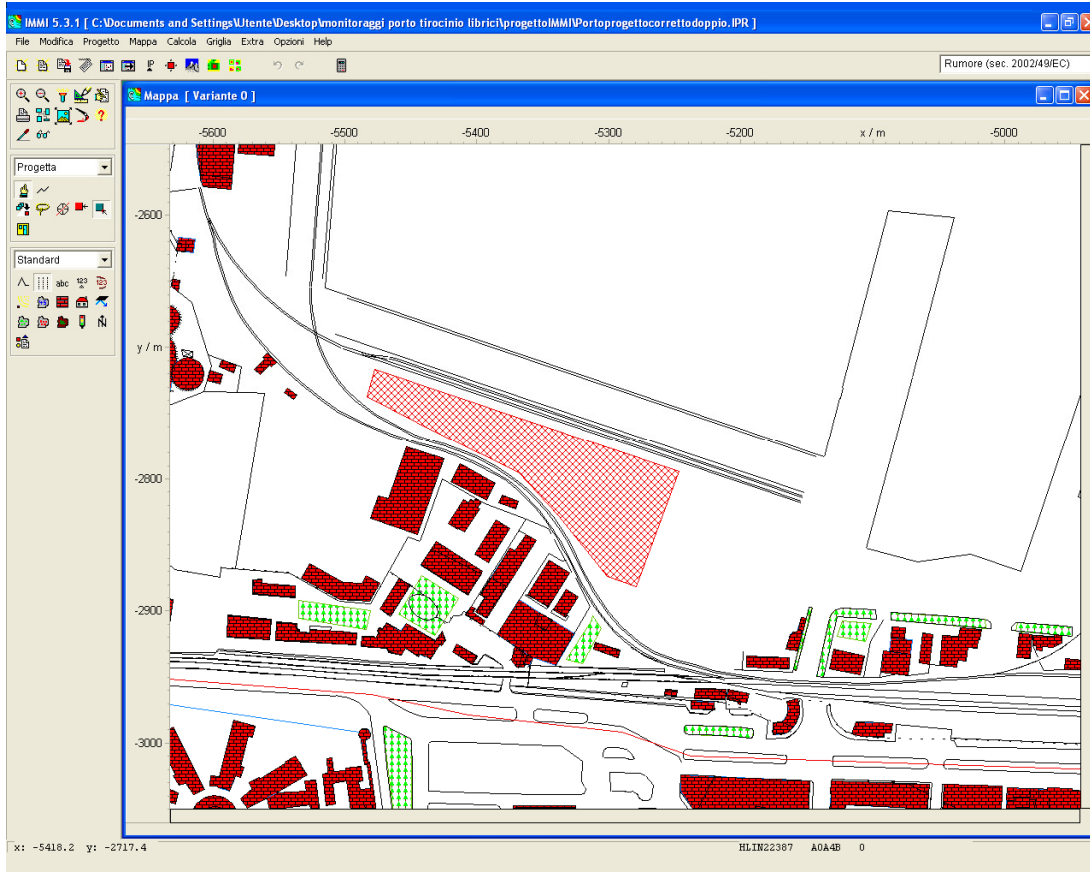 IMMI 5.3.1 [ C:\Documents and Settings\Utente\Desktop\monitoraggi porto tirocinio librici\progettoIMMI\Portoprogettocorrettodoppio.IPR ]
File Modifica Progetto Mappa Calcola Griglia Extra Opzioni Help
Rumore (sec. 2002/49/EC)
Mappa [ Variante 0 ]
-5600 -5500 -5400 -5300 -5200 x / m -5000
Progetta
-2600
Standard
abc 123 123
y / m
-2800
-2900
-3000
x: -5418.2 y: -2717.4 HLIN22387 A0A4B 0